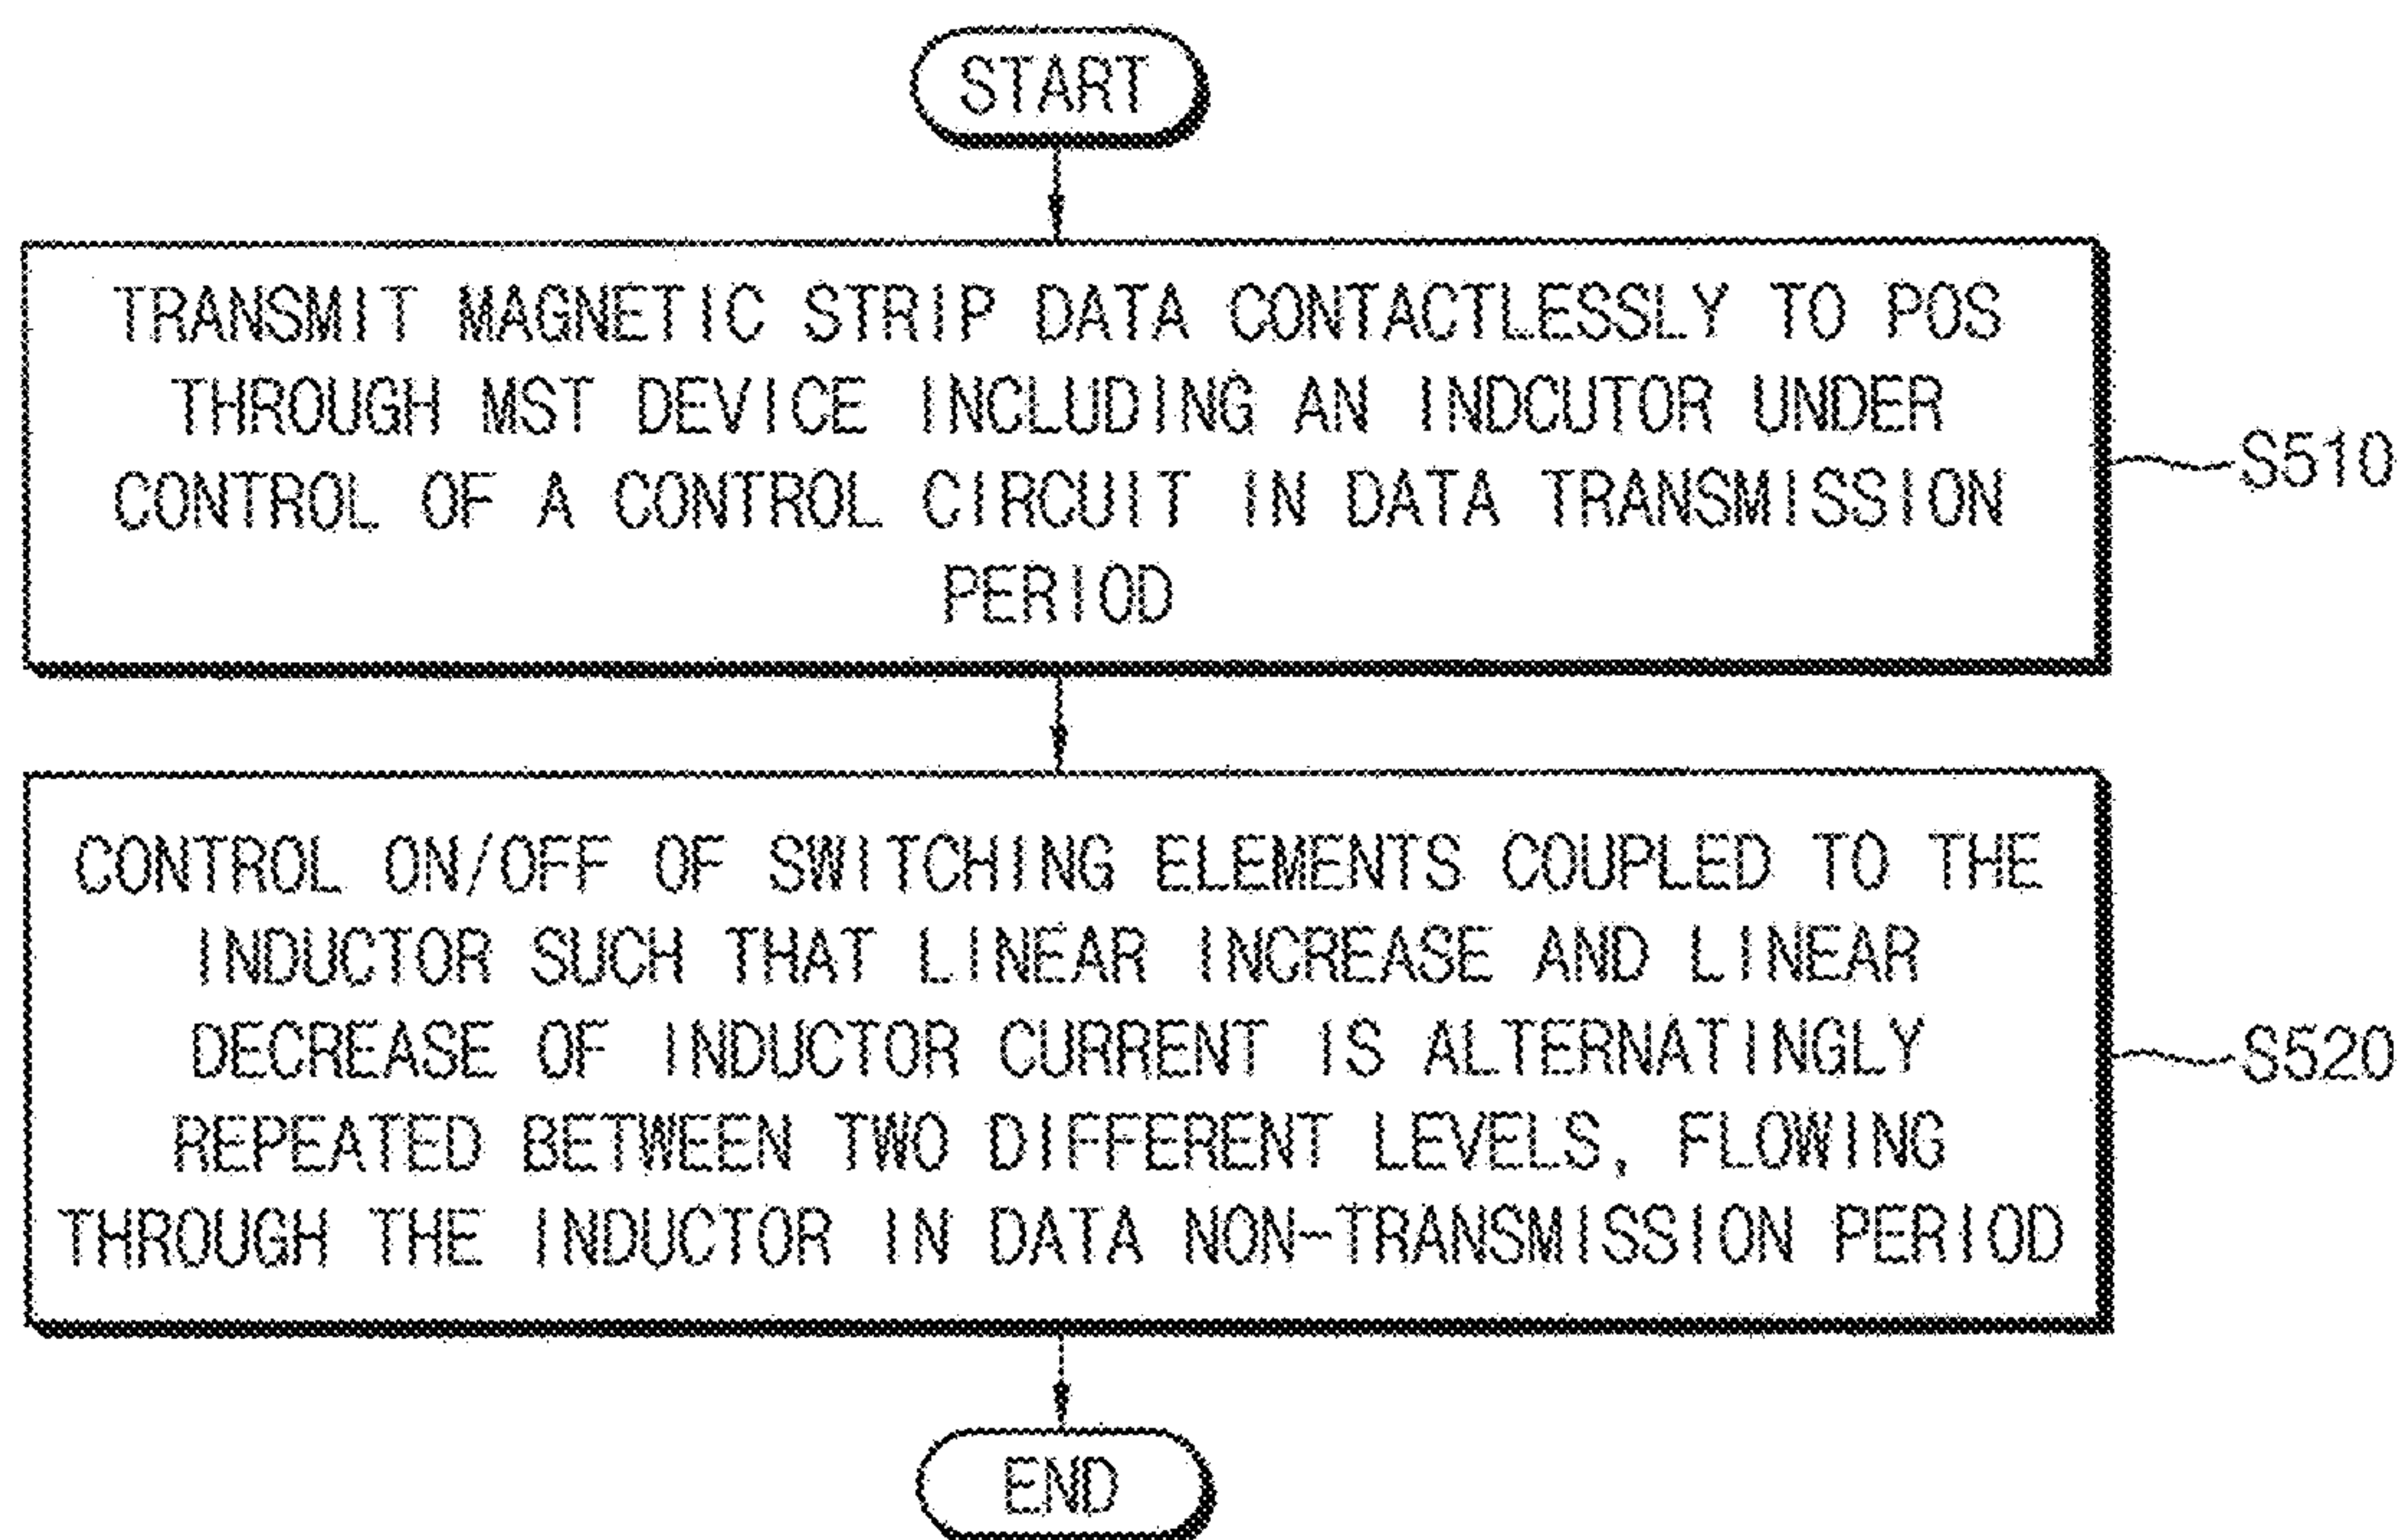 START
TRANSMIT MAGNETIC STRIP DATA CONTACTLESSLY TO POS
THROUGH MST DEVICE INCLUDING AN INDCUTOR UNDER
CONTROL OF A CONTROL CIRCUIT IN DATA TRANSMISSION
PERIOD
S510
CONTROL ON/OFF OF SWITCHING ELEMENTS COUPLED TO THE
INDUCTOR SUCH THAT LINEAR INCREASE AND LINEAR
DECREASE OF INDUCTOR CURRENT IS ALTERNATINGLY
REPEATED BETWEEN TWO DIFFERENT LEVELS, FLOWING
THROUGH THE INDUCTOR IN DATA NON-TRANSMISSION PERIOD
S520
END